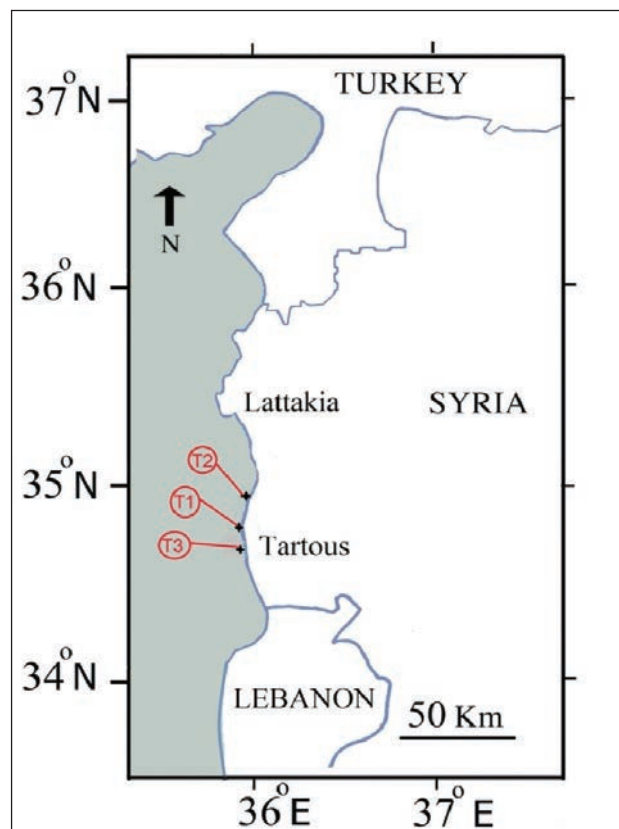 TURKEY
37°N
N
36°N
Lattakia
SYRIA
T2
35°N
T1
T3
Tartous
34°N
LEBANON
50 Km
36°E
37°E